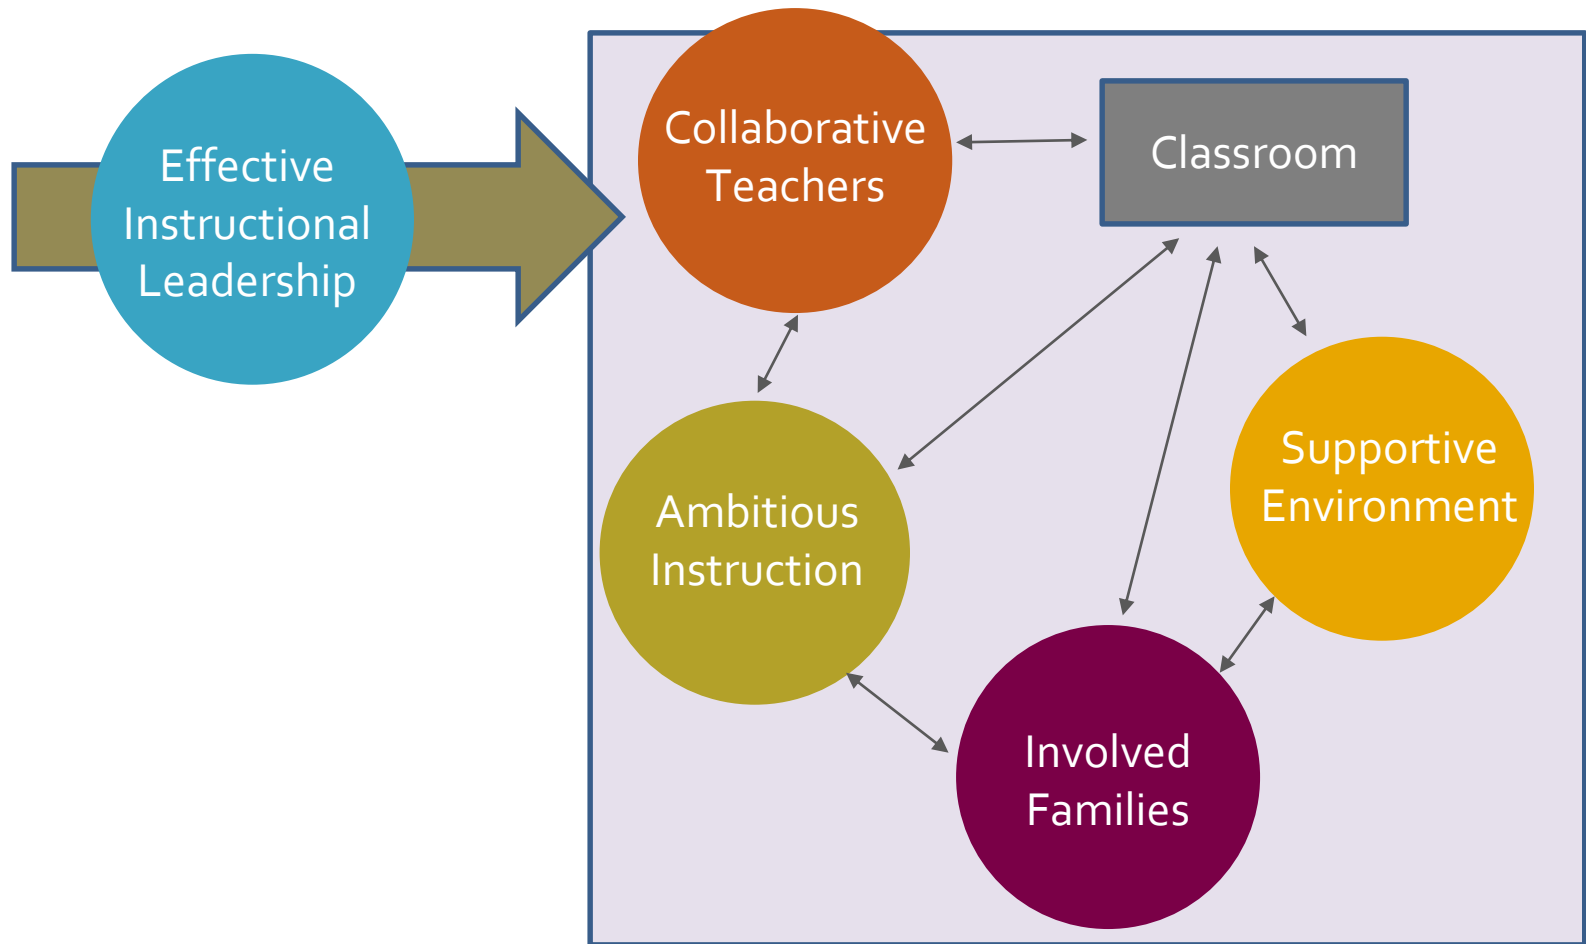 Effective
Instructional
Leadership
Collaborative
Teachers
Classroom
Ambitious
Instruction
Supportive
Environment
Involved
Families